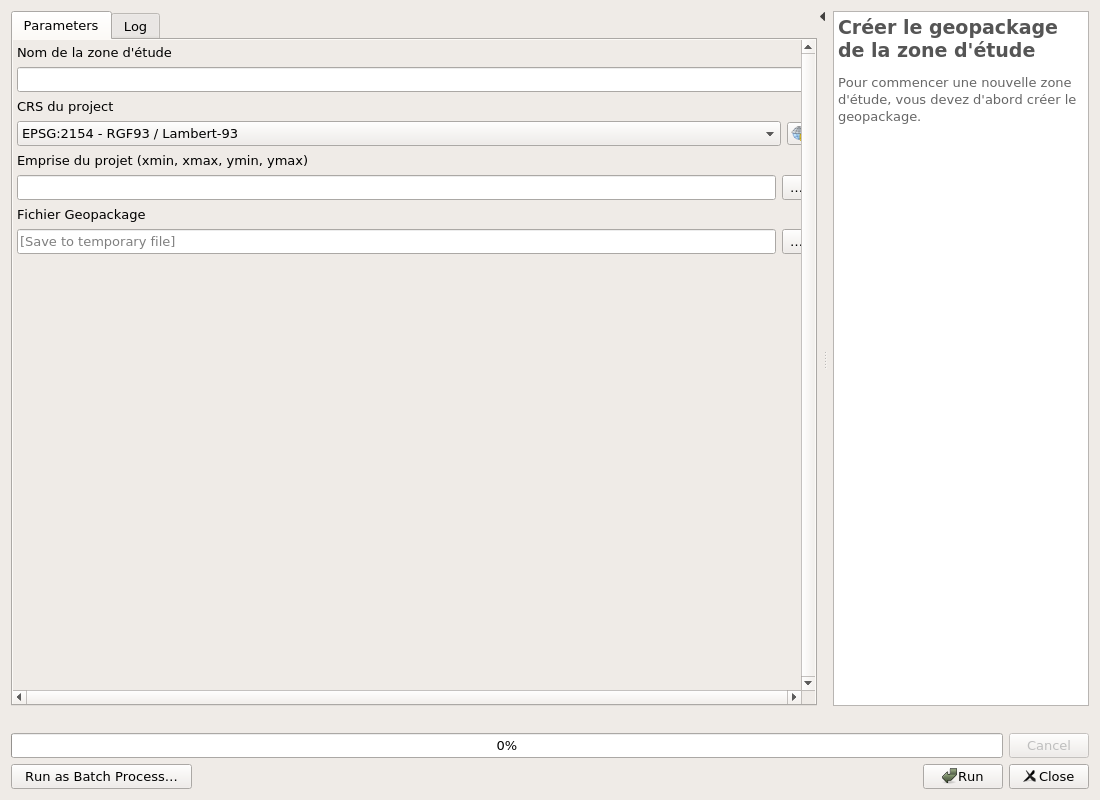 Parameters
Log
Nom de la zone d'étude
CRS du project
EPSG:2154 - RGF93 / Lambert-93
Emprise du projet (xmin, xmax, ymin, ymax)
...
Fichier Geopackage
[Save to temporary file]
...
Créer le geopackage
de la zone d'étude
Pour commencer une nouvelle zone
d'étude, vous devez d'abord créer le
geopackage.
0%
Cancel
Run as Batch Process...
Run
Close